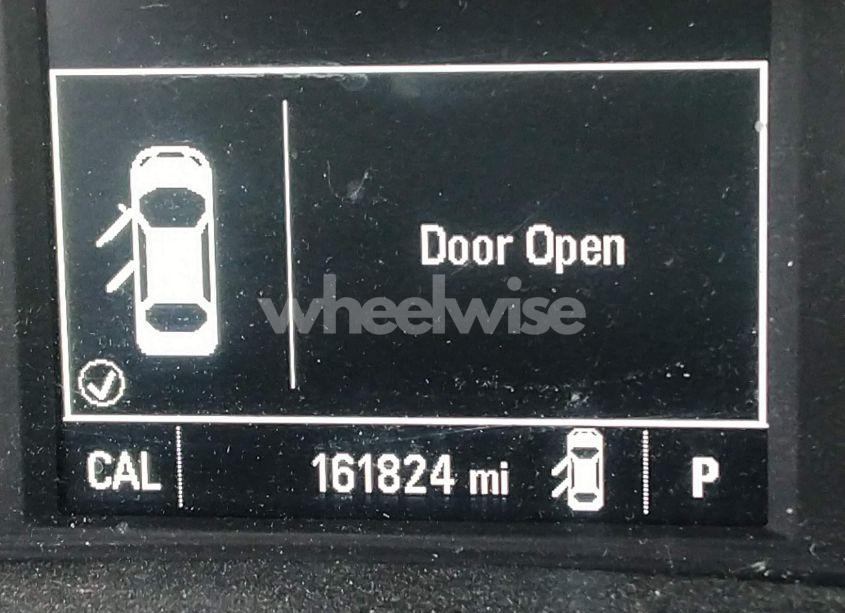 Door Open
wheelwise
CAL 161824 mi P